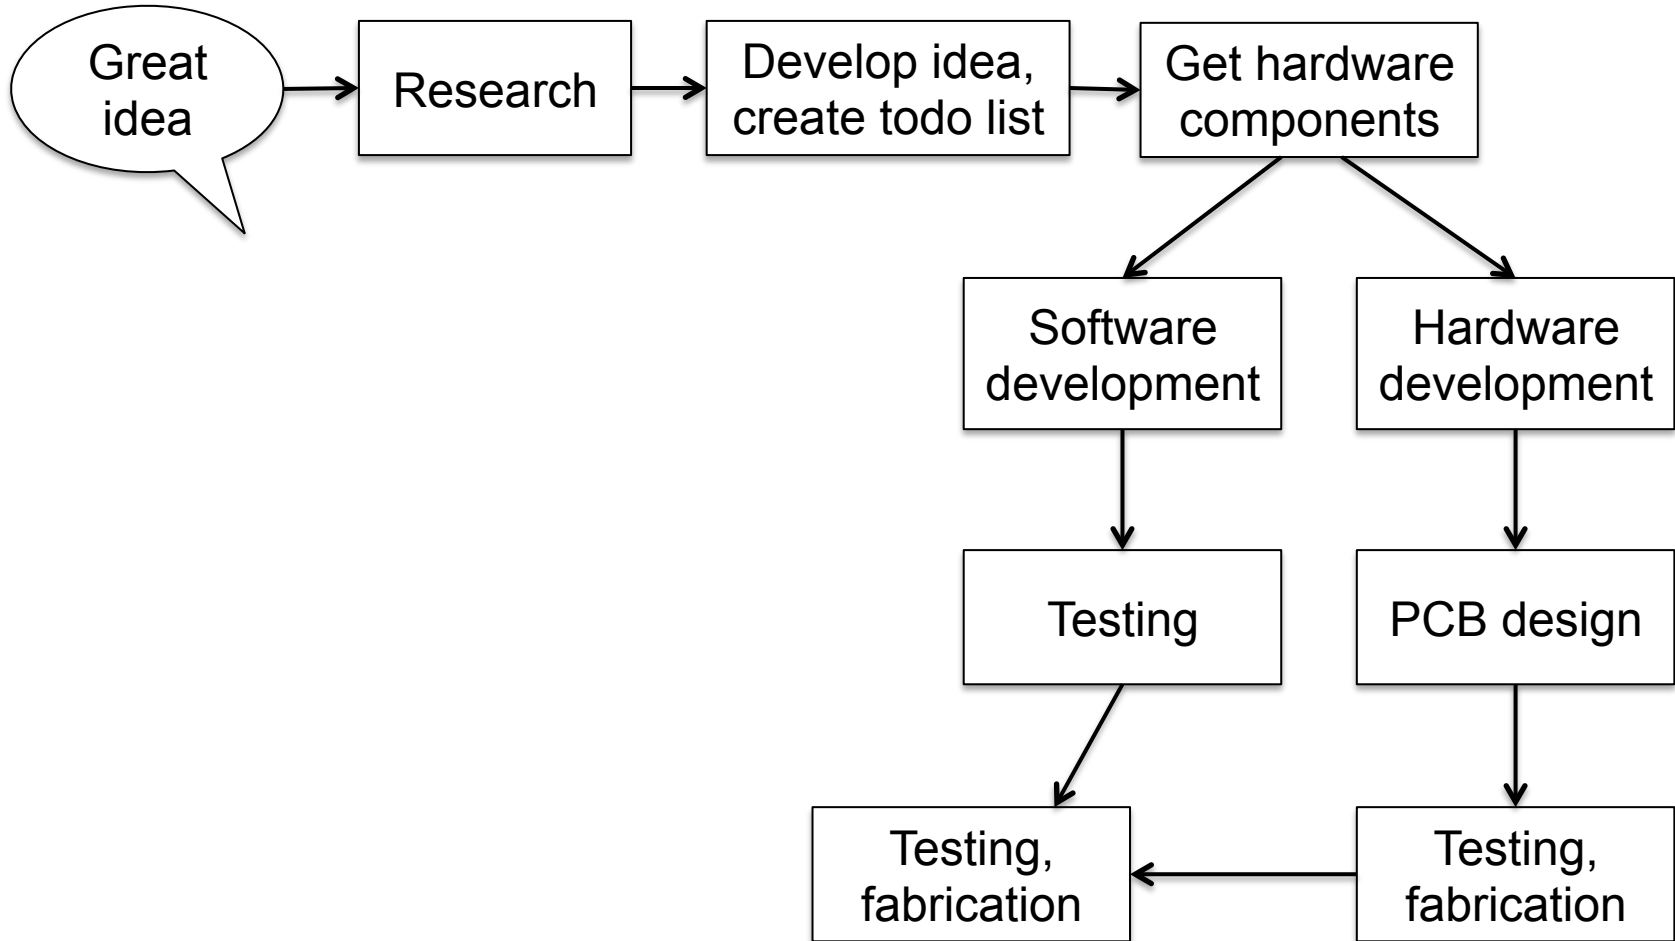 Great
idea
Research
Develop idea,
create todo list
Get hardware
components
Software
development
Hardware
development
Testing
PCB design
Testing,
fabrication
Testing,
fabrication